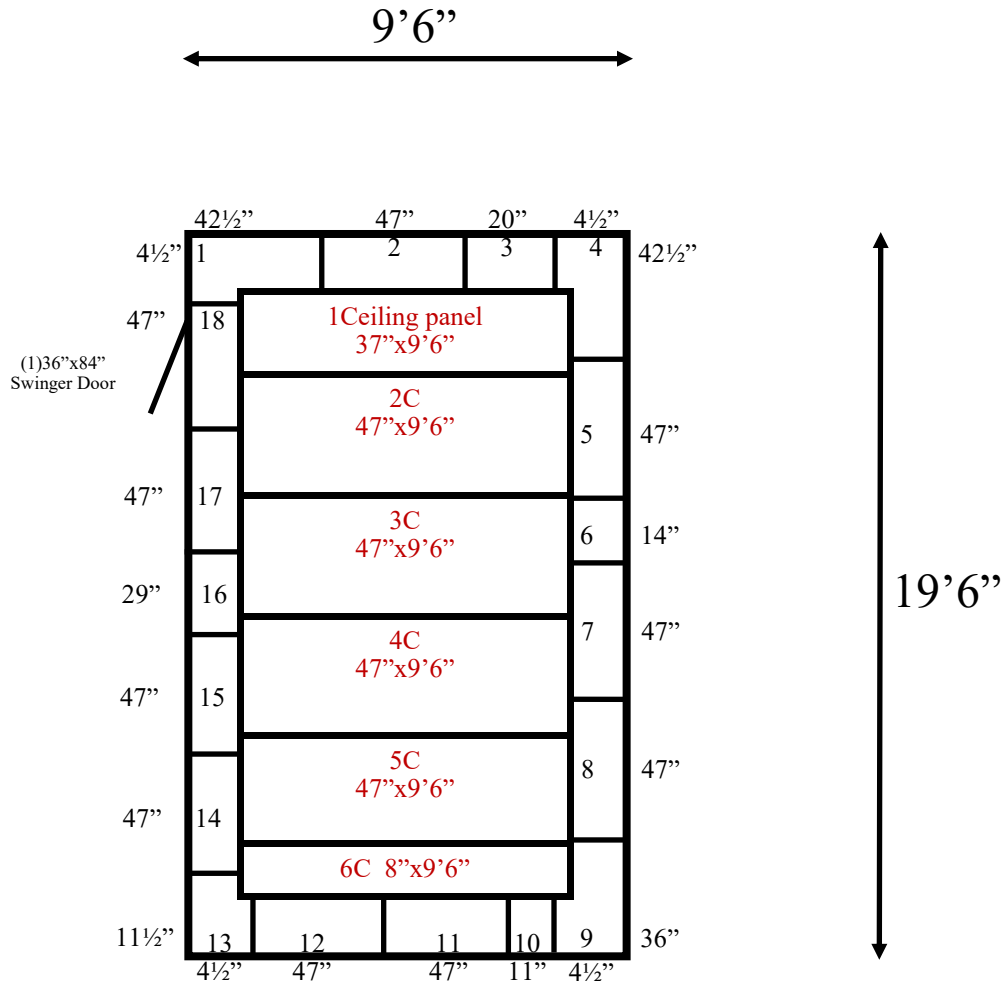 9’6”
42½” 47” 20” 4½”
4½” 1 2 3 4 42½”
47” 18 1Ceiling panel
37”x9’6”
(1)36”x84”
Swinger Door
2C
47”x9’6”
5 47”
47” 17 3C
47”x9’6”
6 14”
29” 16 19’6”
7 47”
4C
47”x9’6”
47” 15
5C
47”x9’6”
8 47”
47” 14
6C 8”x9’6”
11½” 13 12 11 10 9 36”
4½” 47” 47” 11” 4½”